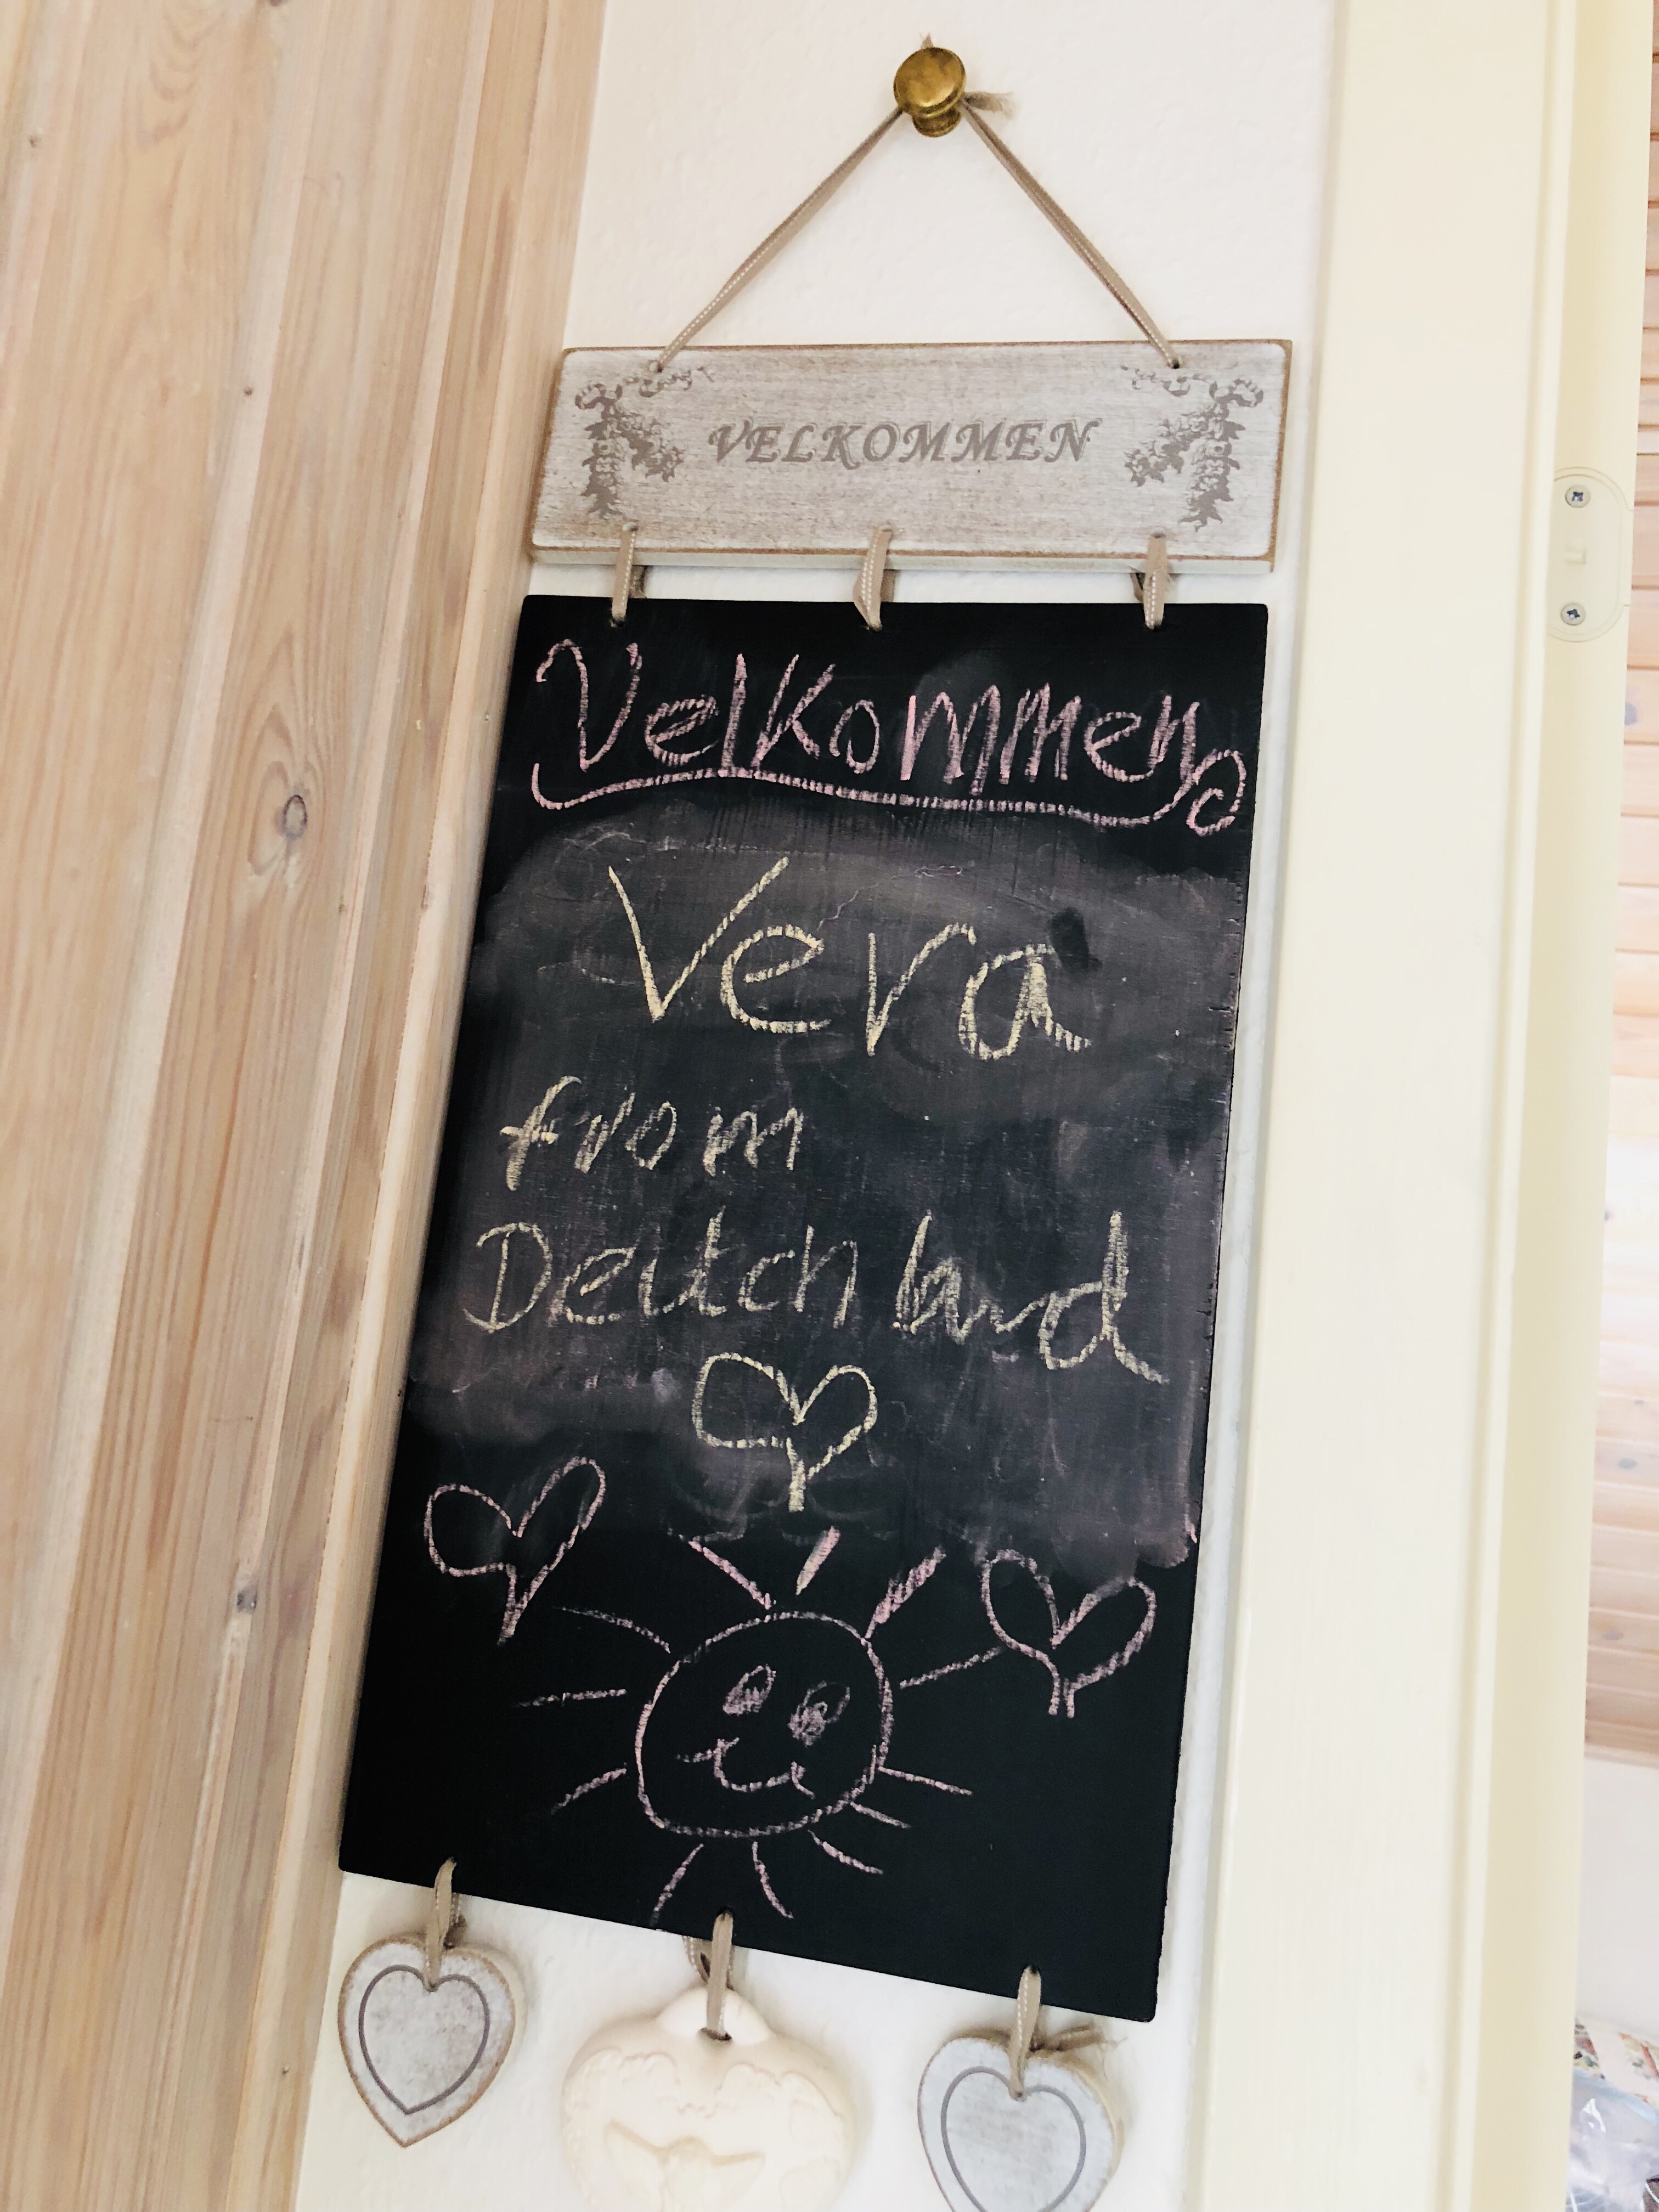 VELKOMMEN
Velkommen
Vera
from
Deutchland